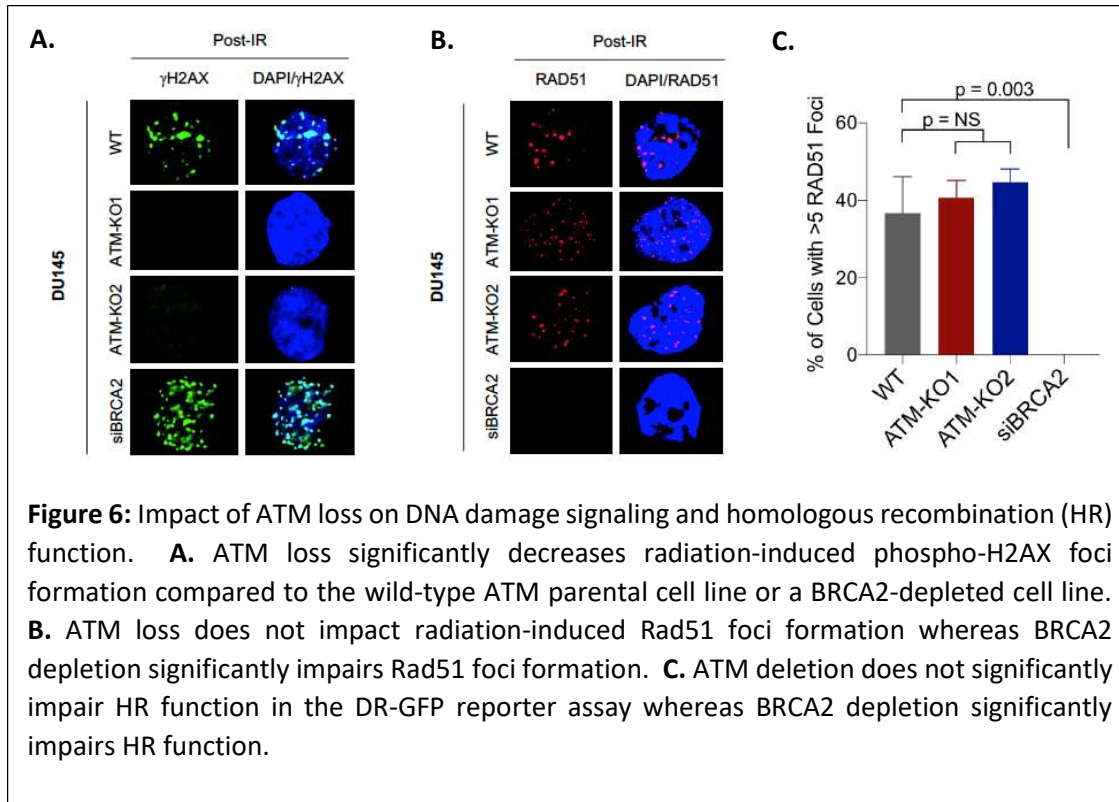 A.
Post-IR
γH2AX DAPI/γH2AX
DU145
WT
ATM-KO1
ATM-KO2
siBRCA2
B.
Post-IR
RAD51 DAPI/RAD51
DU145
WT
ATM-KO1
ATM-KO2
siBRCA2
C.
p = 0.003
p = NS
% of Cells with >5 RAD51 Foci
60
40
20
0
WT
ATM-KO1
ATM-KO2
siBRCA2
Figure 6: Impact of ATM loss on DNA damage signaling and homologous recombination (HR)
function. A. ATM loss significantly decreases radiation-induced phospho-H2AX foci
formation compared to the wild-type ATM parental cell line or a BRCA2-depleted cell line.
B. ATM loss does not impact radiation-induced Rad51 foci formation whereas BRCA2
depletion significantly impairs Rad51 foci formation. C. ATM deletion does not significantly
impair HR function in the DR-GFP reporter assay whereas BRCA2 depletion significantly
impairs HR function.